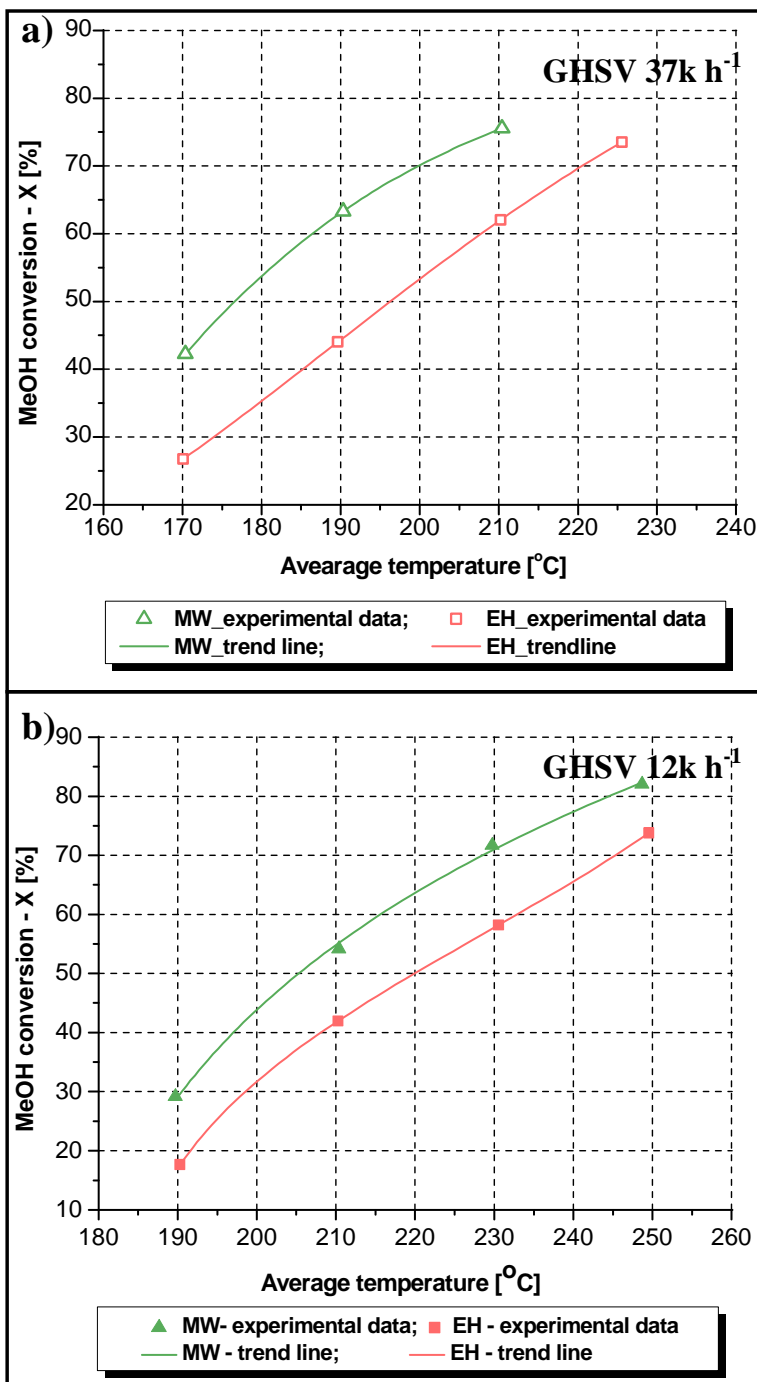 a)
GHSV 37k h⁻¹
90
80
70
60
50
40
30
20
MeOH conversion - X [%]
160 170 180 190 200 210 220 230 240
Avearage temperature [°C]
MW_experimental data; EH_experimental data
MW_trend line; EH_trendline
b)
GHSV 12k h⁻¹
90
80
70
60
50
40
30
20
10
MeOH conversion - X [%]
180 190 200 210 220 230 240 250 260
Average temperature [°C]
MW- experimental data; EH - experimental data
MW - trend line; EH - trend line